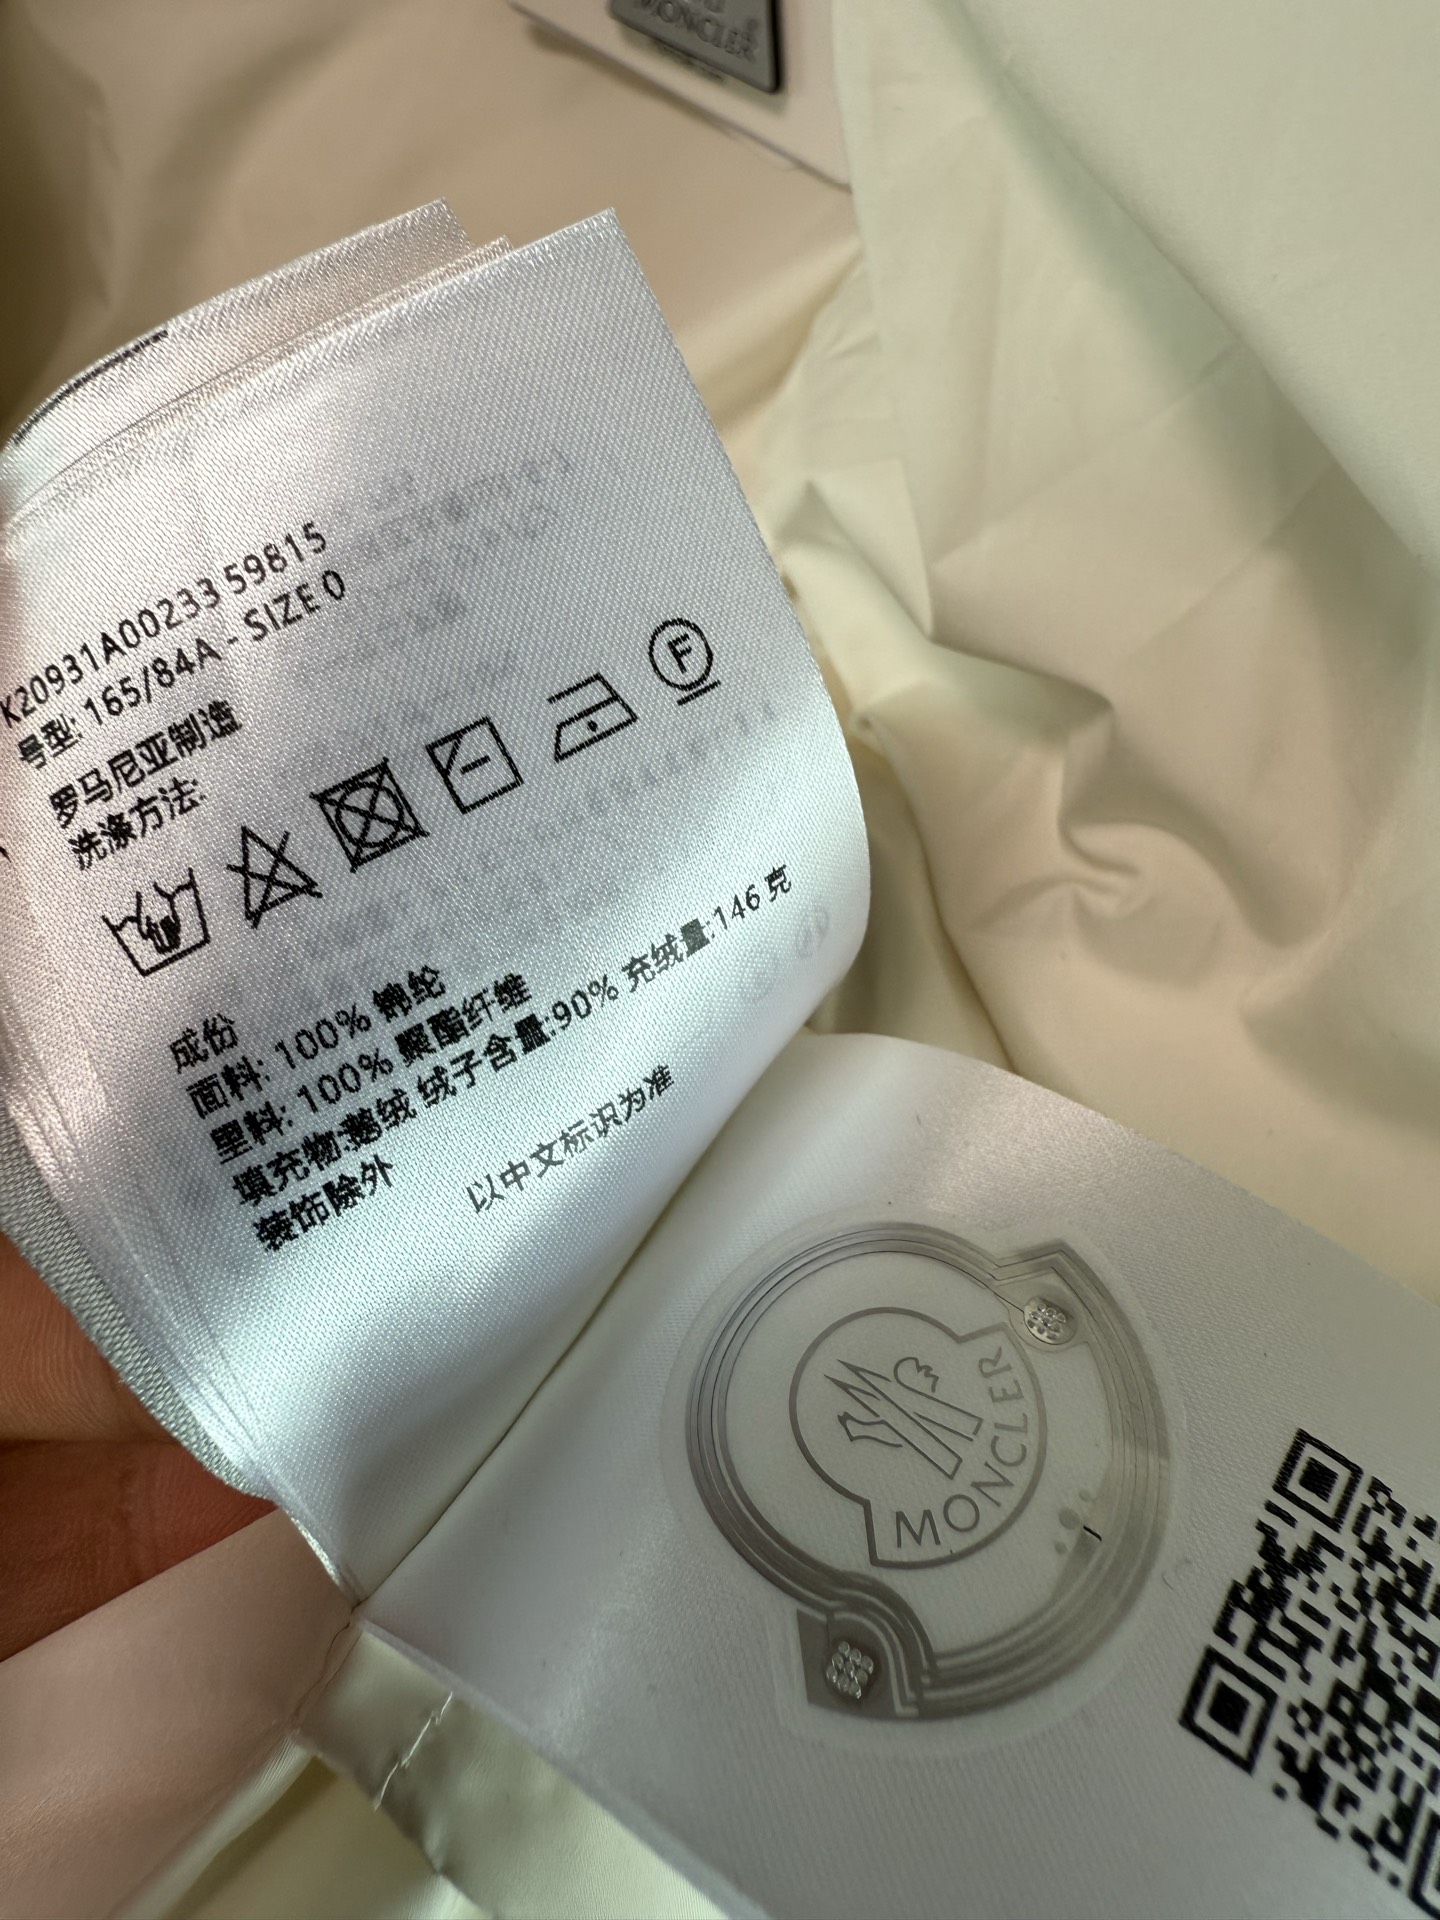 MONCLER
K20931A00233 59815
号型: 165/84A - SIZE 0
罗马尼亚制造
洗涤方法:
F
成份
面料: 100% 锦纶
里料: 100% 聚酯纤维
填充物:鹅绒 绒子含量:90% 充绒量:146 克
装饰除外
以中文标识为准
MONCLER